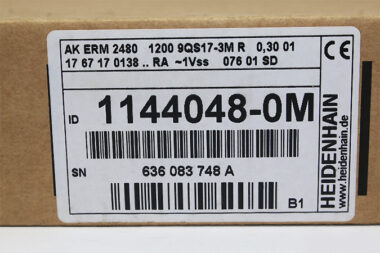 AK ERM 2480 1200 9QS17-3M R 0,30 01
17 67 17 0138 .. RA ~1Vss 076 01 SD
CE
ID 1144048-0M
SN 636 083 748 A
B1
HEIDENHAIN
www.heidenhain.de